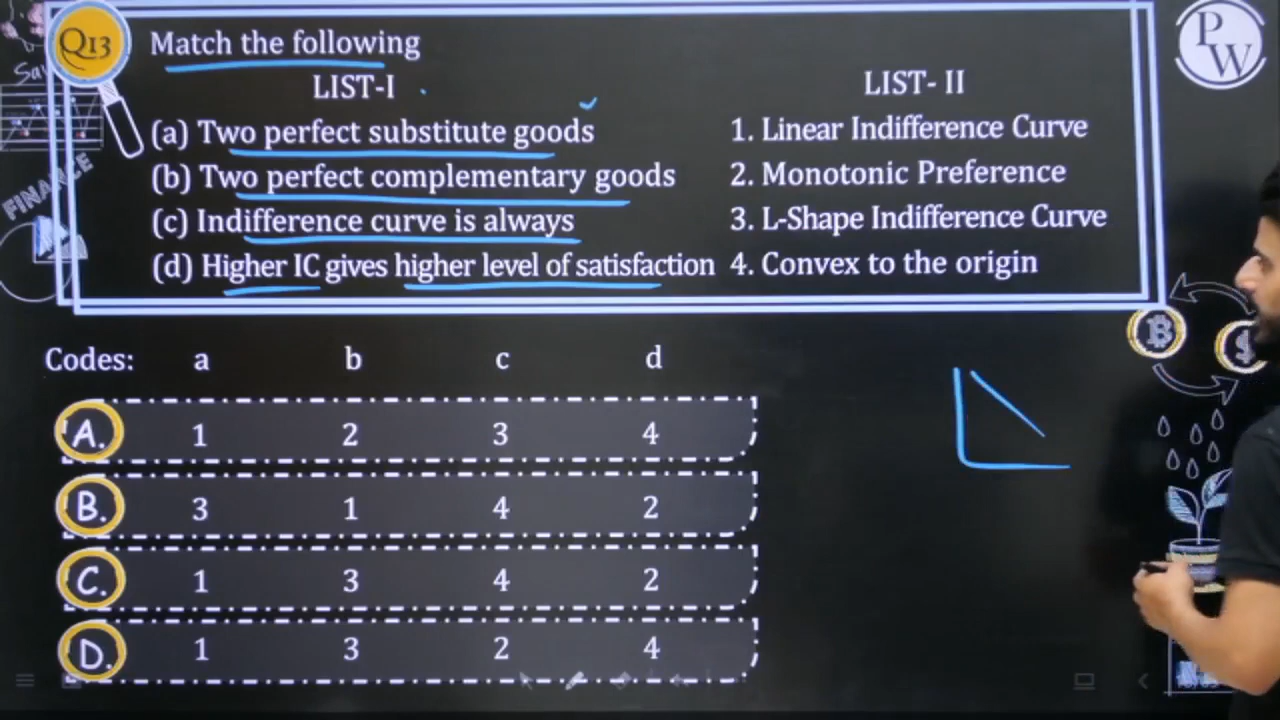 Q13
Match the following
LIST-I LIST- II
(a) Two perfect substitute goods 1. Linear Indifference Curve
(b) Two perfect complementary goods 2. Monotonic Preference
(c) Indifference curve is always 3. L-Shape Indifference Curve
(d) Higher IC gives higher level of satisfaction 4. Convex to the origin
Codes: a b c d
A. 1 2 3 4
B. 3 1 4 2
C. 1 3 4 2
D. 1 3 2 4
PW
FINANCE